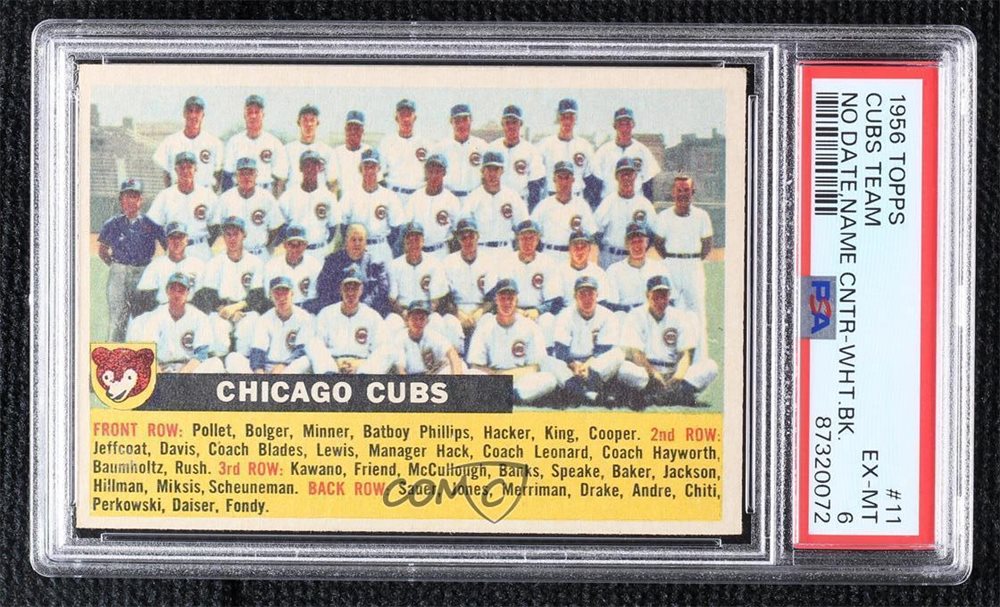 CHICAGO CUBS
FRONT ROW: Pollet, Bolger, Minner, Batboy Phillips, Hacker, King, Cooper. 2nd ROW:
Jeffcoat, Davis, Coach Blades, Lewis, Manager Hack, Coach Leonard, Coach Hayworth,
Baumholtz, Rush. 3rd ROW: Kawano, Friend, McCullough, Banks, Speake, Baker, Jackson,
Hillman, Miksis, Scheuneman. BACK ROW: Sauer, Jones, Merriman, Drake, Andre, Chiti,
Perkowski, Daiser, Fondy.
COMC
1956 TOPPS
CUBS TEAM
NO DATE,NAME CNTR-WHT.BK.
#11
EX-MT
6
87320072
PSA